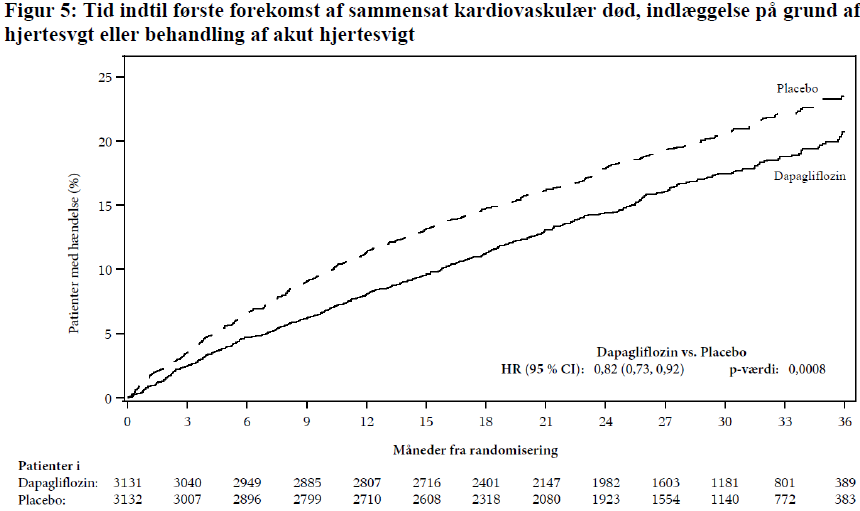 Figur 5: Tid indtil første forekomst af sammensat kardiovaskulær død, indlæggelse på grund af
hjertesvgt eller behandling af akut hjertesvigt
25
Placebo
20
Dapagliflozin
15
Patienter med hændelse (%)
10
5
Dapagliflozin vs. Placebo
HR (95 % CI): 0,82 (0,73, 0,92) p-værdi: 0,0008
0
0 3 6 9 12 15 18 21 24 27 30 33 36
Måneder fra randomisering
Patienter i
Dapagliflozin: 3131 3040 2949 2885 2807 2716 2401 2147 1982 1603 1181 801 389
Placebo: 3132 3007 2896 2799 2710 2608 2318 2080 1923 1554 1140 772 383